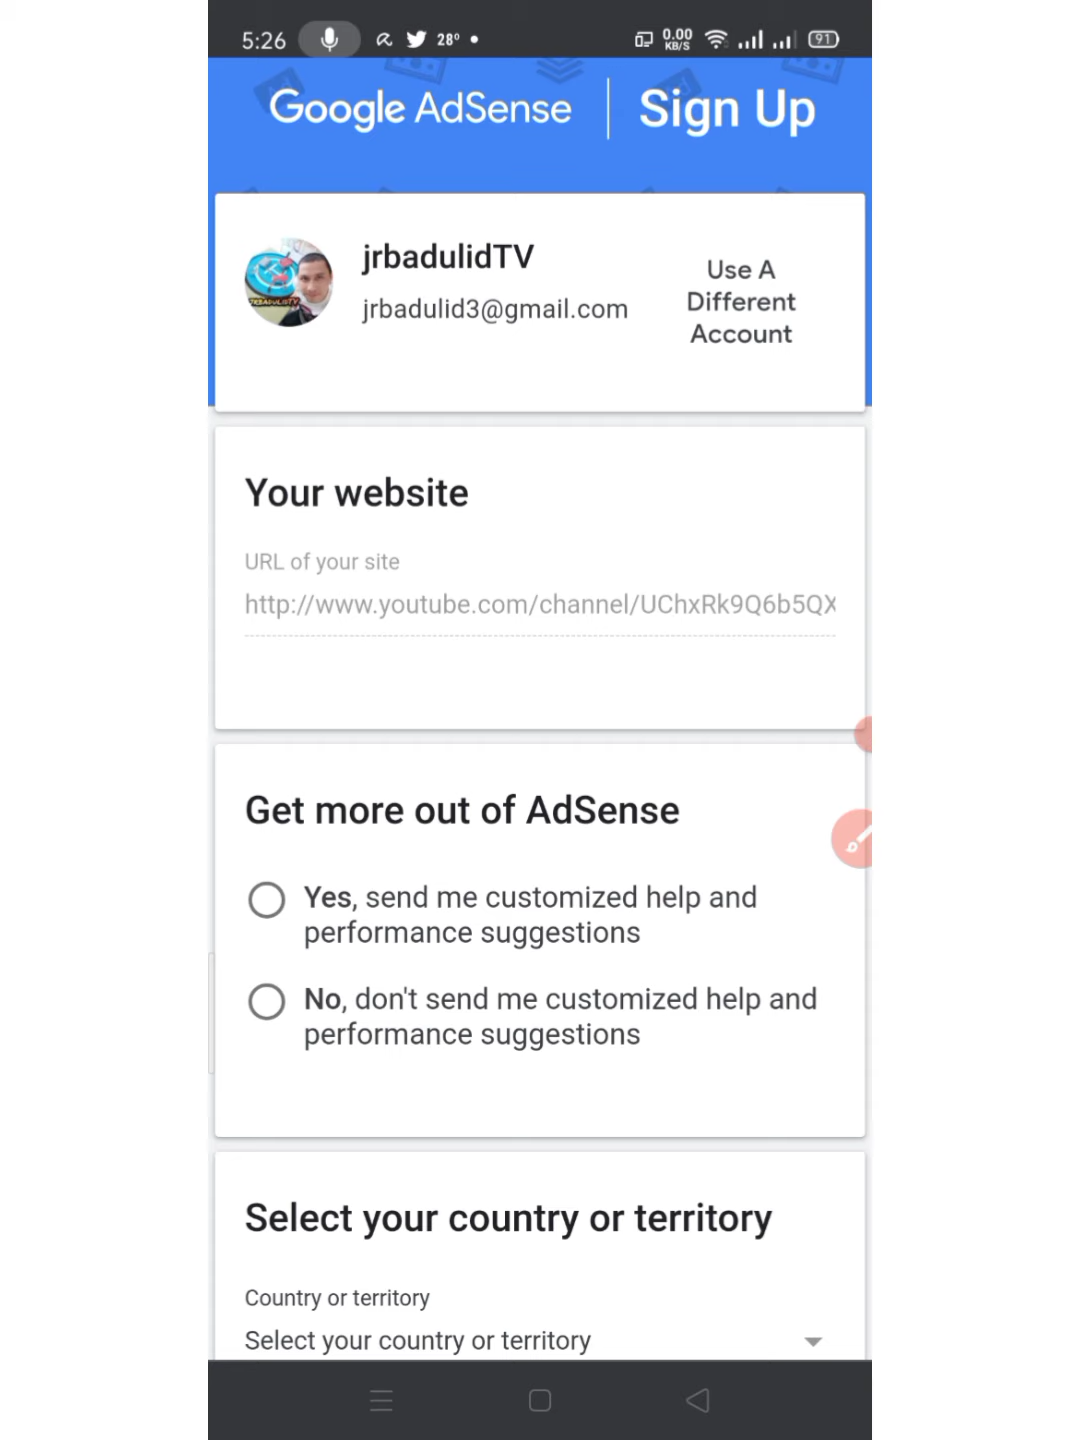 5:26 28° 0.00 KB/S 91
Google AdSense Sign Up
jrbadulidTV
jrbadulid3@gmail.com
Use A
Different
Account
Your website
URL of your site
http://www.youtube.com/channel/UChxRk9Q6b5QX
Get more out of AdSense
Yes, send me customized help and
performance suggestions
No, don't send me customized help and
performance suggestions
Select your country or territory
Country or territory
Select your country or territory